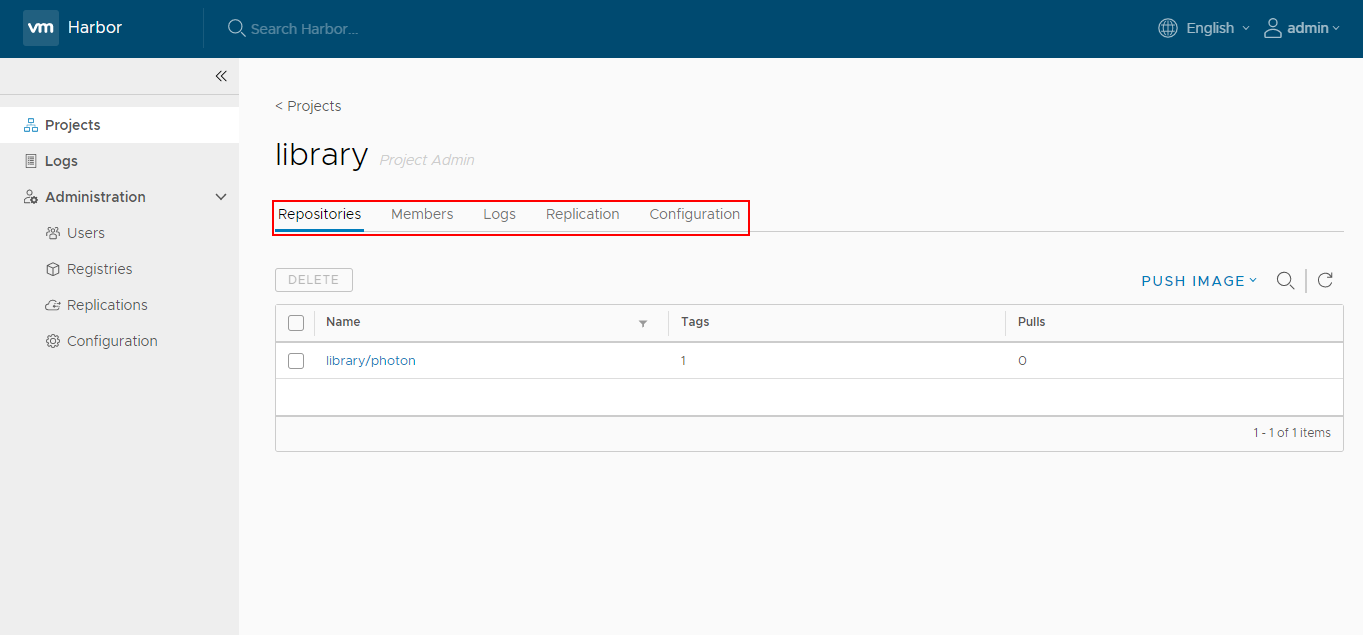 vm Harbor Search Harbor... English admin
Projects
Logs
Administration
Users
Registries
Replications
Configuration
< Projects
library Project Admin
Repositories Members Logs Replication Configuration
DELETE PUSH IMAGE
Name Tags Pulls
library/photon 1 0
1 - 1 of 1 items